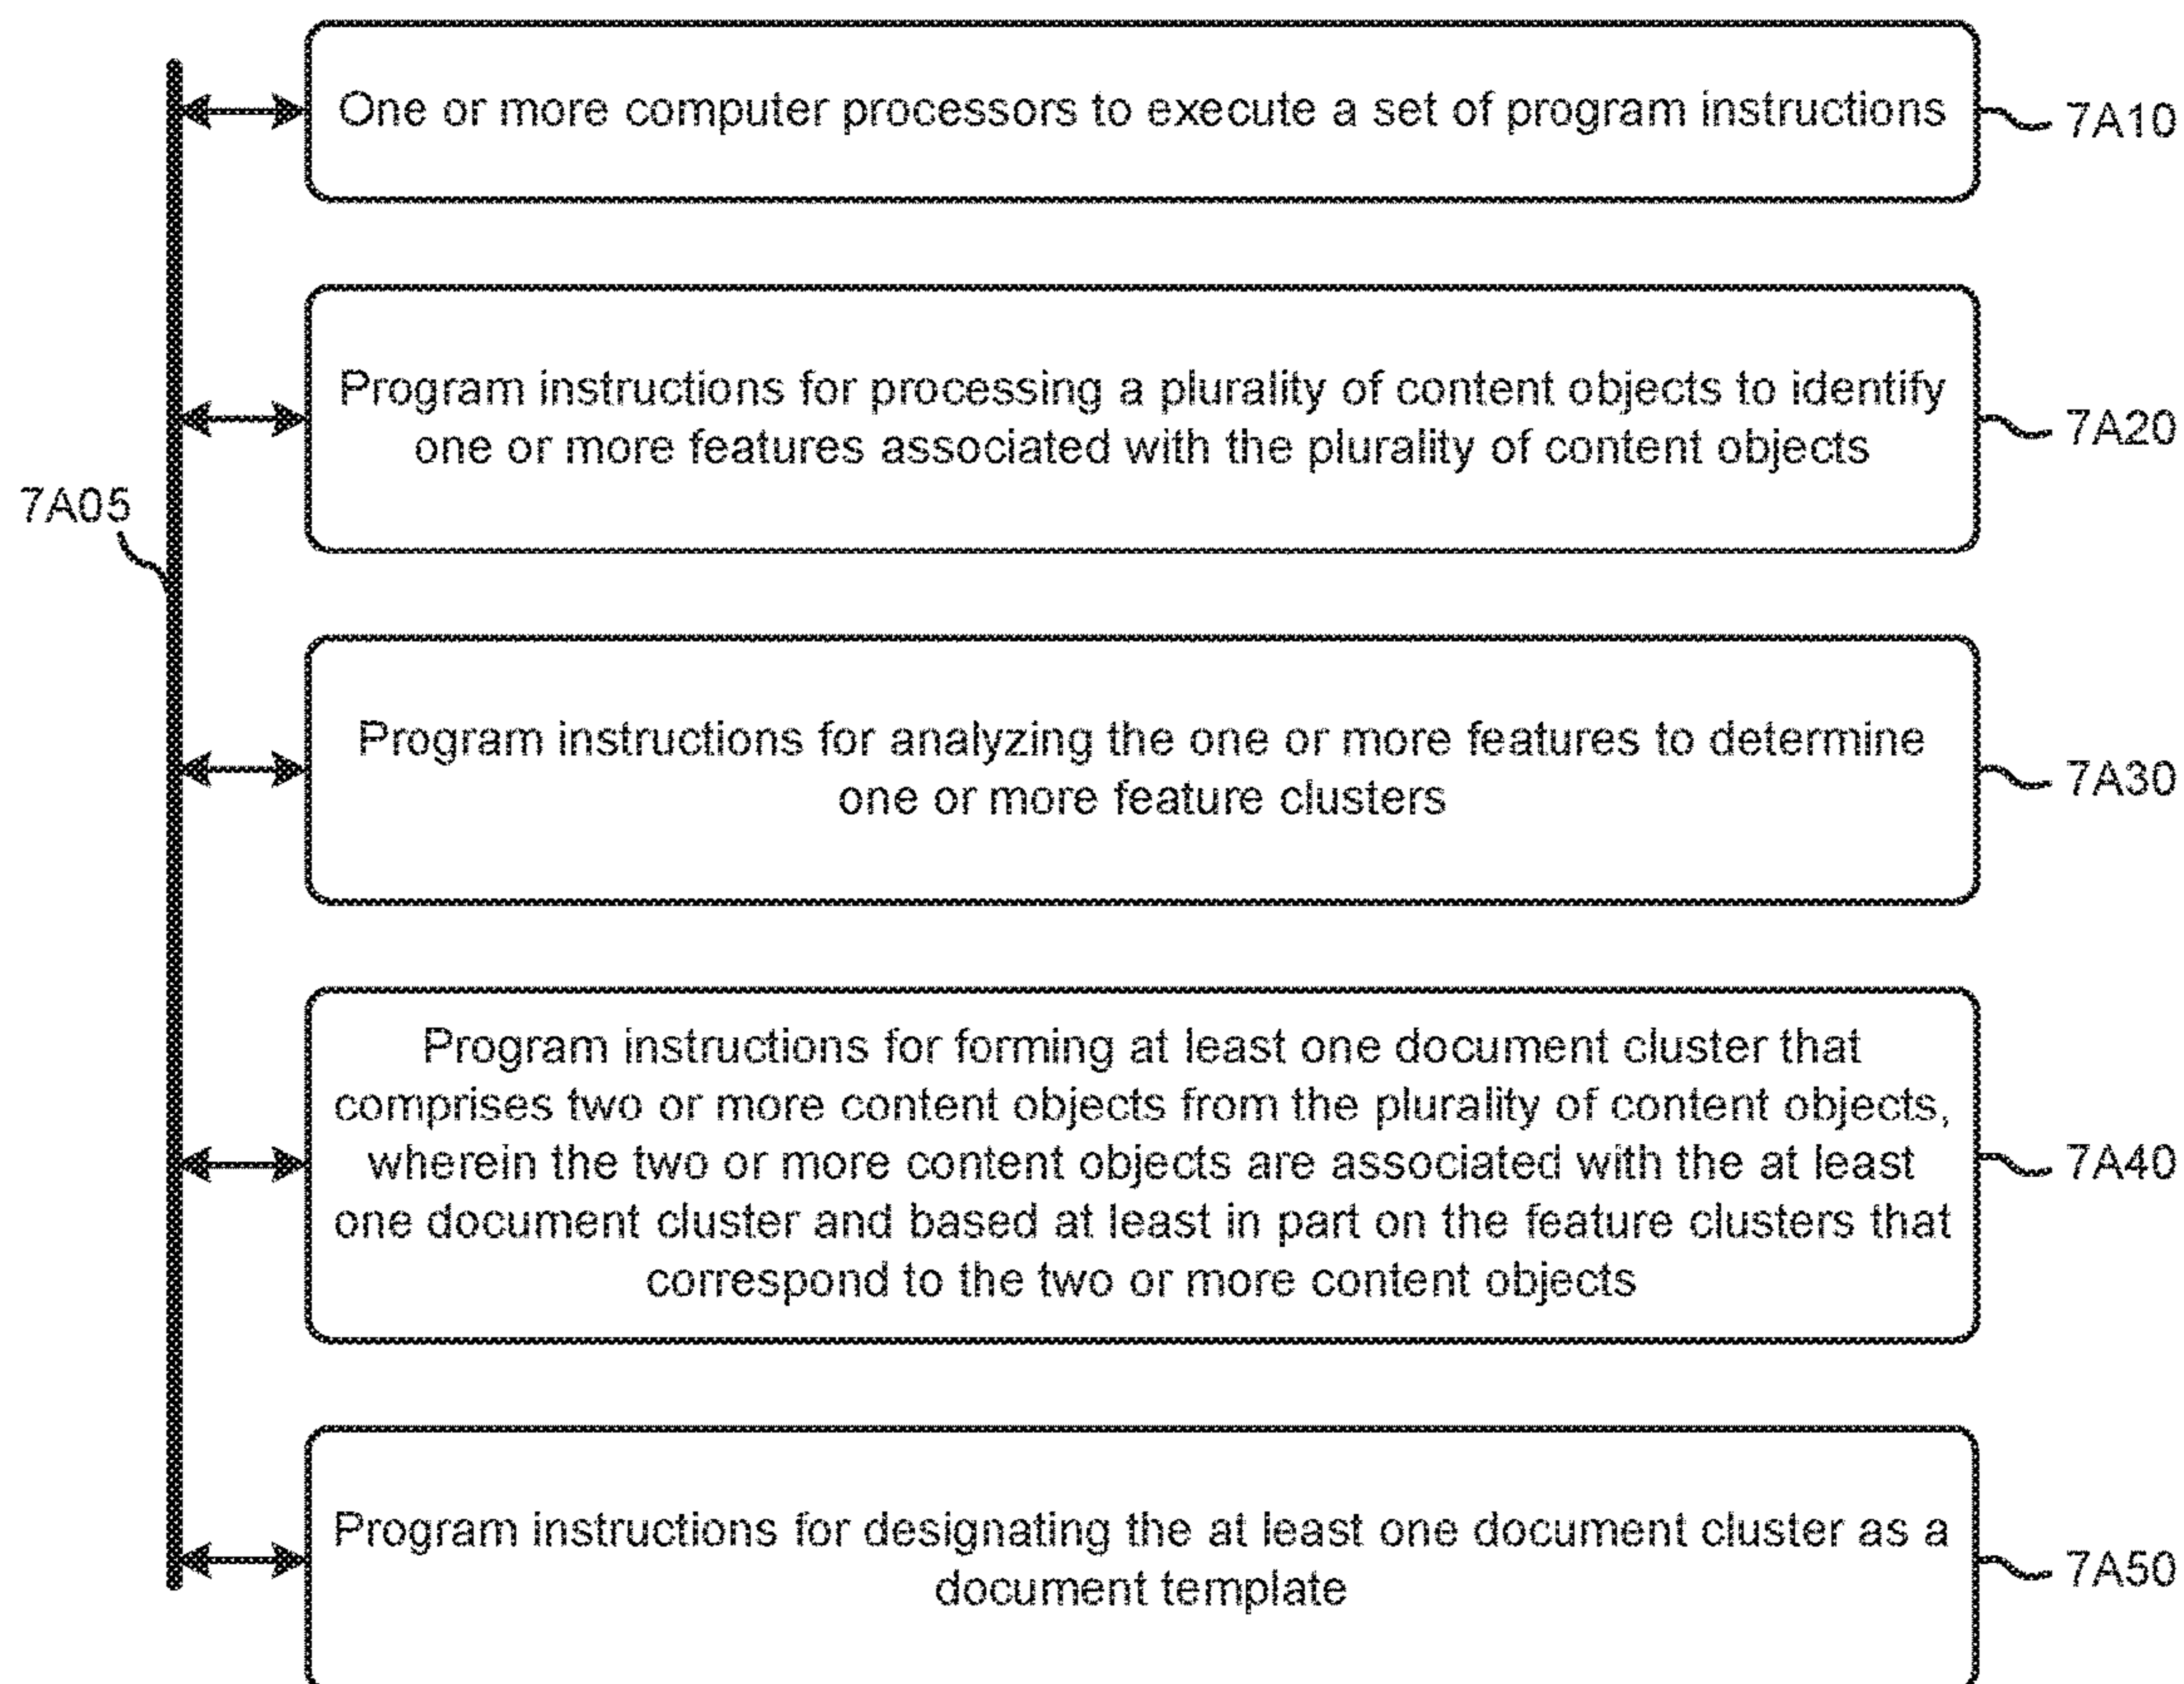 One or more computer processors to execute a set of program instructions
7A10
Program instructions for processing a plurality of content objects to identify
one or more features associated with the plurality of content objects
7A20
7A05
Program instructions for analyzing the one or more features to determine
one or more feature clusters
7A30
Program instructions for forming at least one document cluster that
comprises two or more content objects from the plurality of content objects,
wherein the two or more content objects are associated with the at least
one document cluster and based at least in part on the feature clusters that
correspond to the two or more content objects
7A40
Program instructions for designating the at least one document cluster as a
document template
7A50